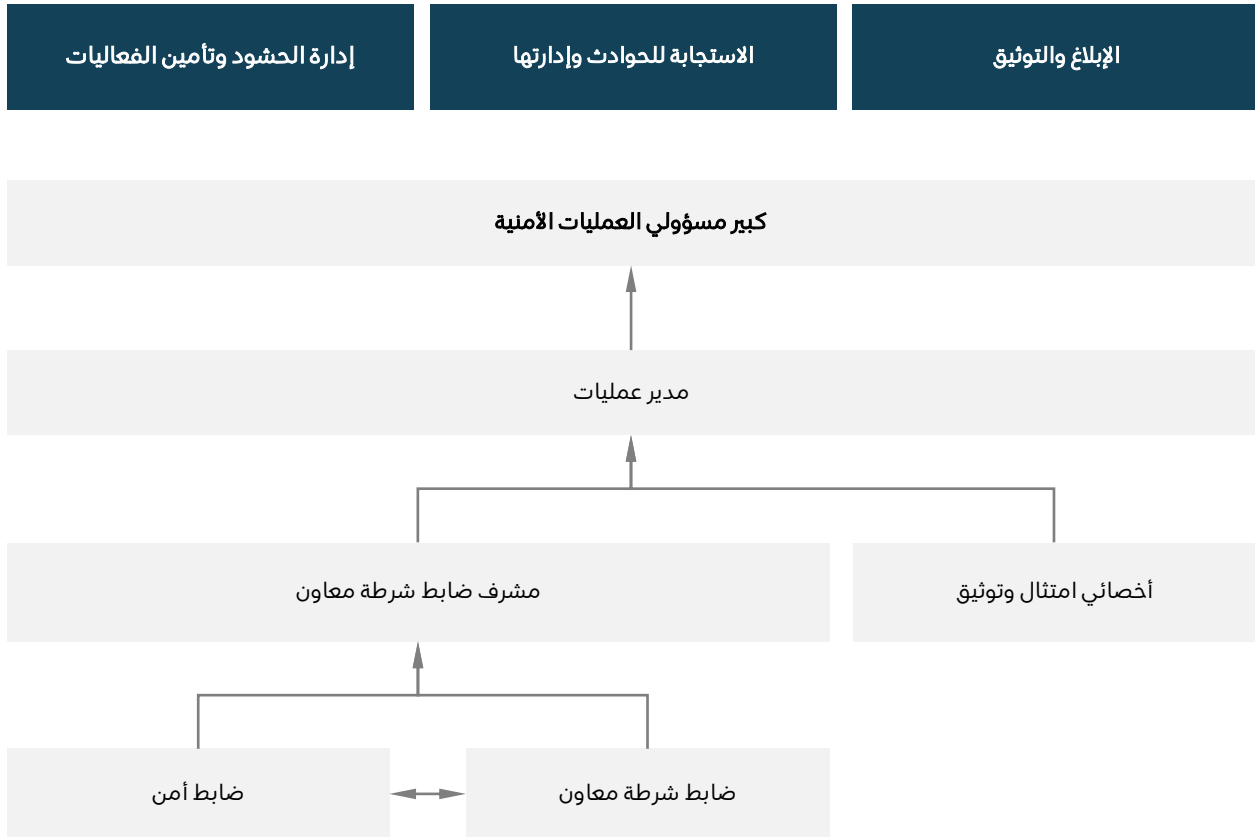 الإبلاغ والتوثيق
الاستجابة للحوادث وإدارتها
إدارة الحشود وتأمين الفعاليات
كبير مسؤولي العمليات الأمنية
مدير عمليات
أخصائي امتثال وتوثيق
مشرف ضابط شرطة معاون
ضابط شرطة معاون
ضابط أمن